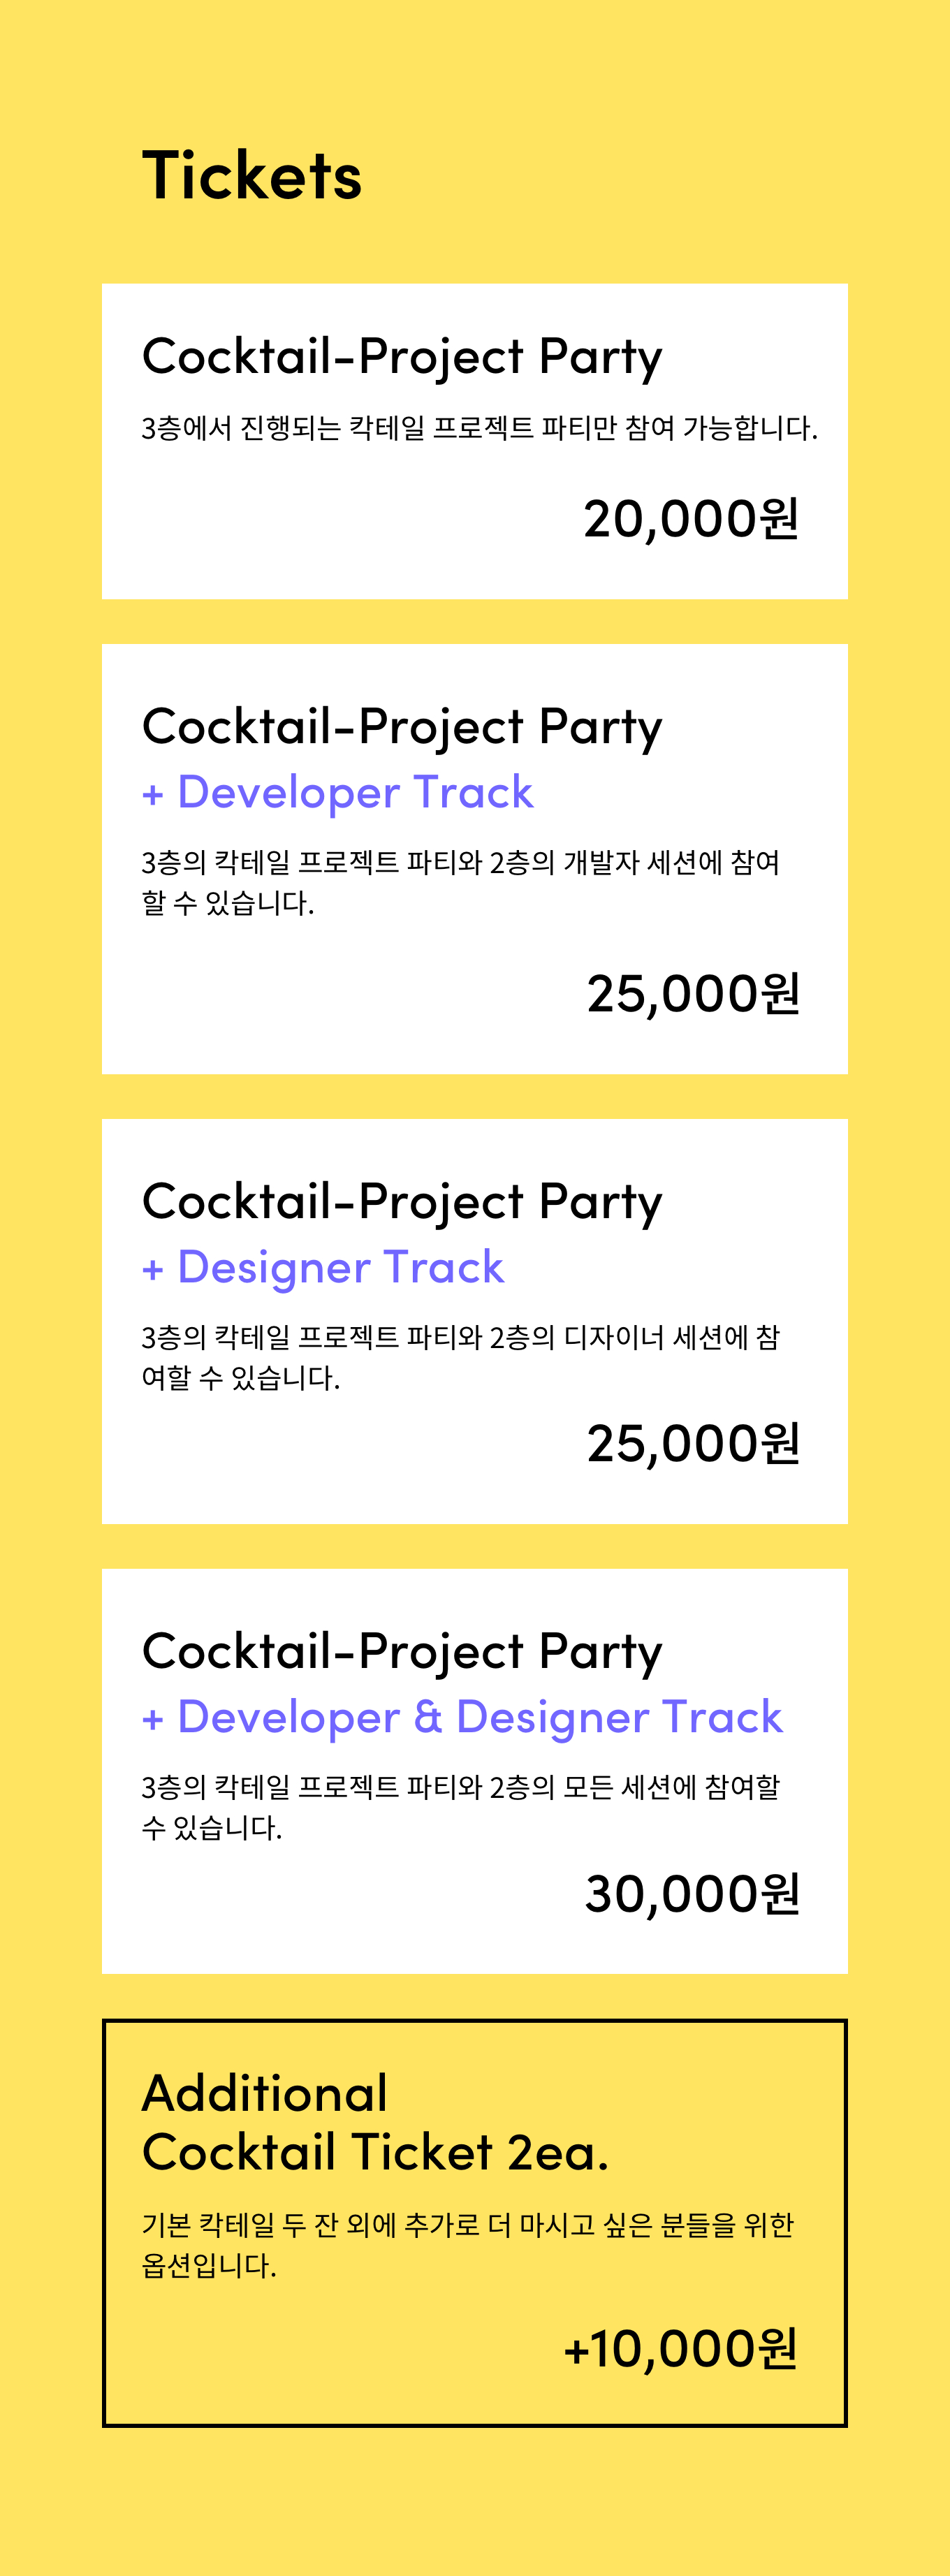 Tickets
Cocktail-Project Party
3층에서 진행되는 칵테일 프로젝트 파티만 참여 가능합니다.
20,000원
Cocktail-Project Party
+ Developer Track
3층의 칵테일 프로젝트 파티와 2층의 개발자 세션에 참여
할 수 있습니다.
25,000원
Cocktail-Project Party
+ Designer Track
3층의 칵테일 프로젝트 파티와 2층의 디자이너 세션에 참
여할 수 있습니다.
25,000원
Cocktail-Project Party
+ Developer & Designer Track
3층의 칵테일 프로젝트 파티와 2층의 모든 세션에 참여할
수 있습니다.
30,000원
Additional
Cocktail Ticket 2ea.
기본 칵테일 두 잔 외에 추가로 더 마시고 싶은 분들을 위한
옵션입니다.
+10,000원